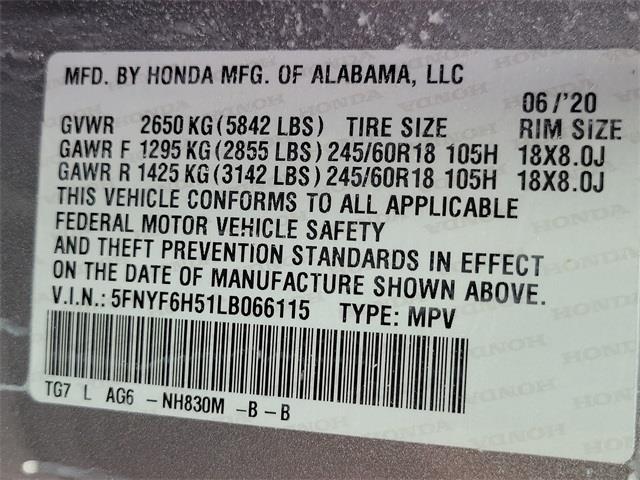 MFD. BY HONDA MFG. OF ALABAMA, LLC
06/'20
GVWR 2650 KG (5842 LBS) TIRE SIZE RIM SIZE
GAWR F 1295 KG (2855 LBS) 245/60R18 105H 18X8.0J
GAWR R 1425 KG (3142 LBS) 245/60R18 105H 18X8.0J
THIS VEHICLE CONFORMS TO ALL APPLICABLE
FEDERAL MOTOR VEHICLE SAFETY
AND THEFT PREVENTION STANDARDS IN EFFECT
ON THE DATE OF MANUFACTURE SHOWN ABOVE.
V.I.N.: 5FNYF6H51LB066115 TYPE: MPV
TG7 L AG6 -NH830M -B-B